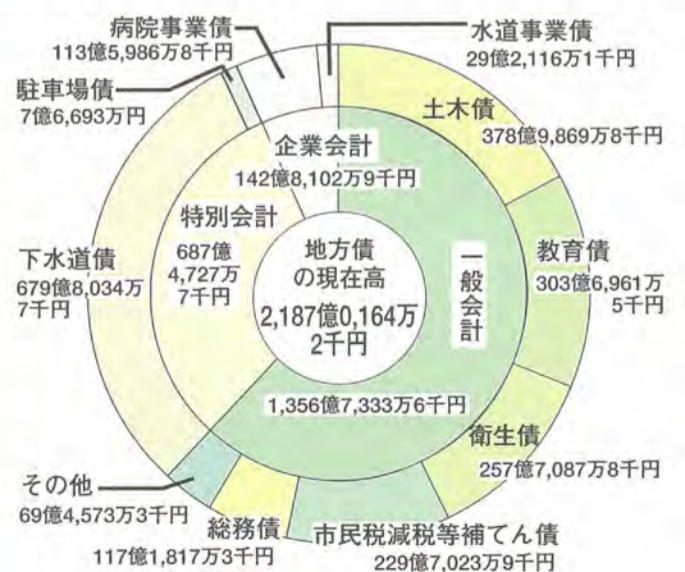 病院事業債
113億5,986万8千円
水道事業債
29億2,116万1千円
駐車場債
7億6,693万円
土木債
378億9,869万8千円
企業会計
142億8,102万9千円
特別会計
687億
4,727万
7千円
下水道債
679億8,034万
7千円
地方債
の現在高
2,187億0,164万
2千円
一般会計
教育債
303億6,961万
5千円
1,356億7,333万6千円
衛生債
257億7,087万8千円
その他
69億4,573万3千円
総務債
117億1,817万3千円
市民税減税等補てん債
229億7,023万9千円